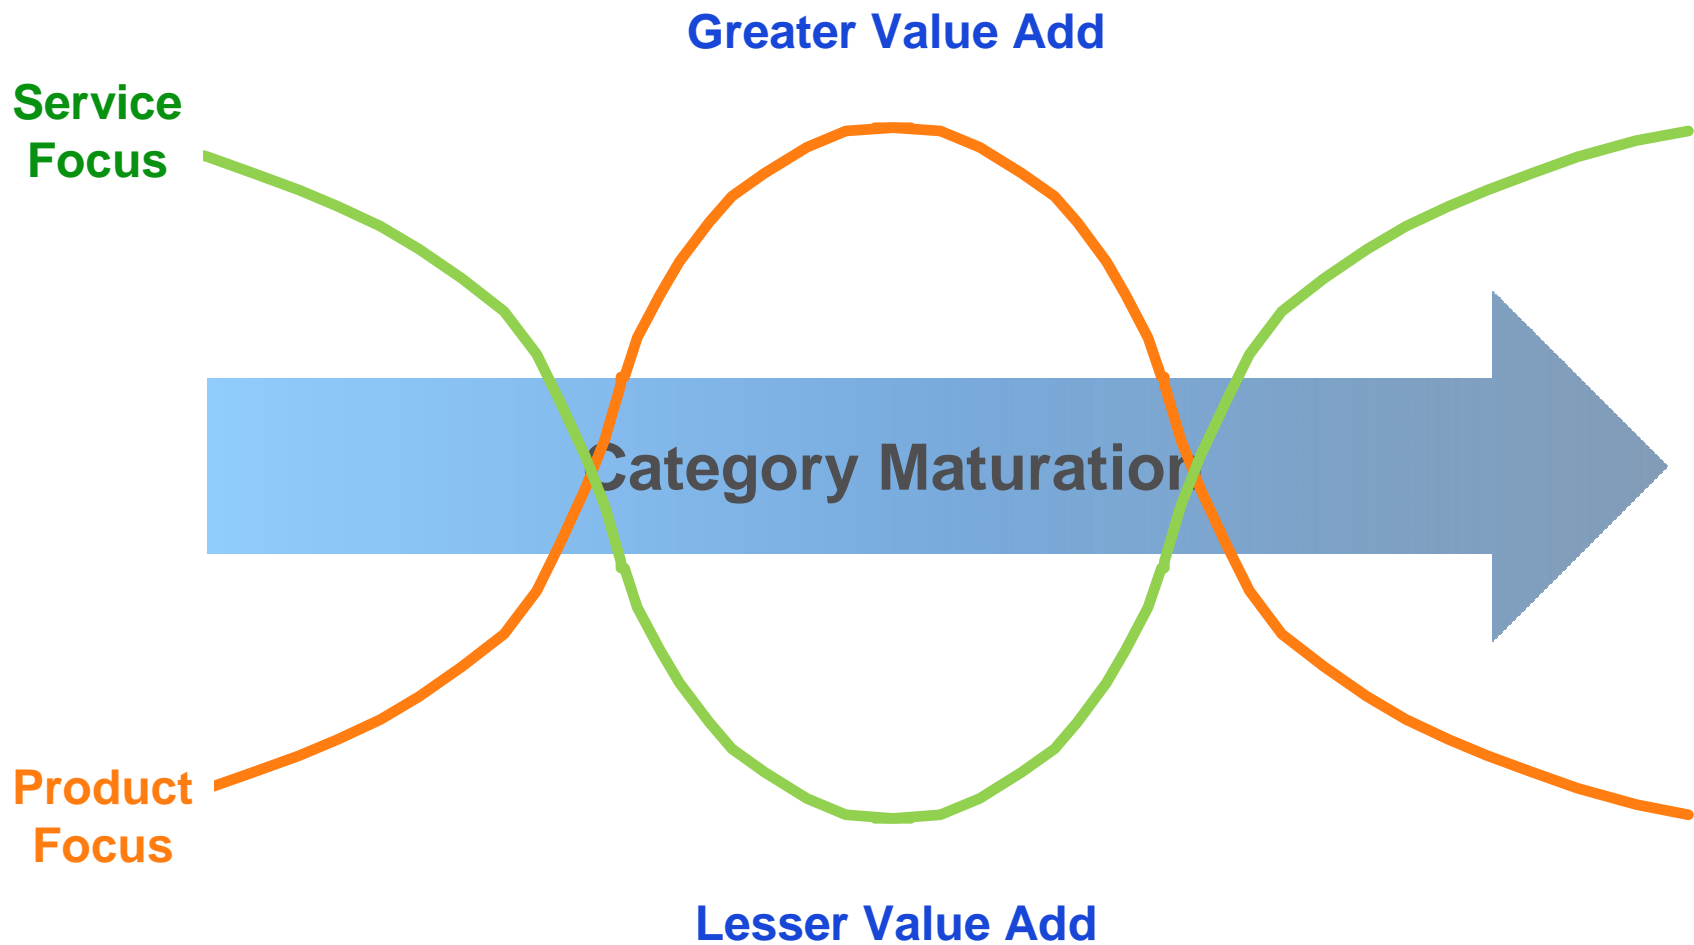 Greater Value Add
Service
Focus
Category Maturation
Product
Focus
Lesser Value Add